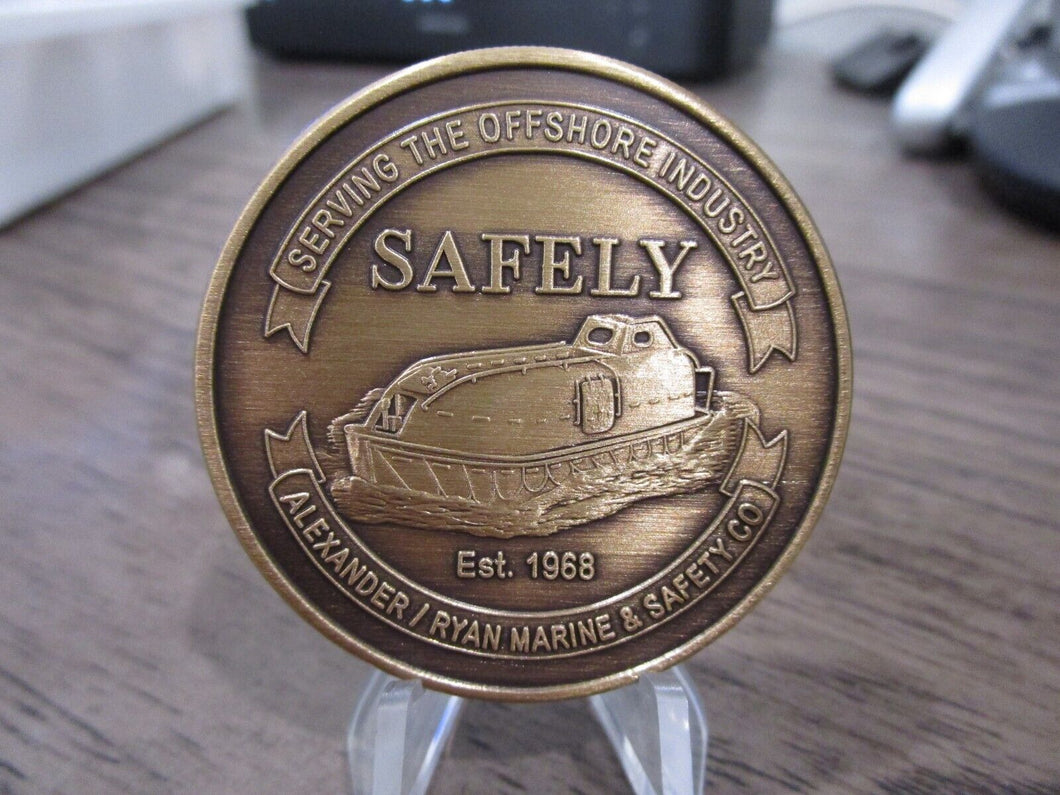 SERVING THE OFFSHORE INDUSTRY
SAFELY
Est. 1968
ALEXANDER / RYAN MARINE & SAFETY CO